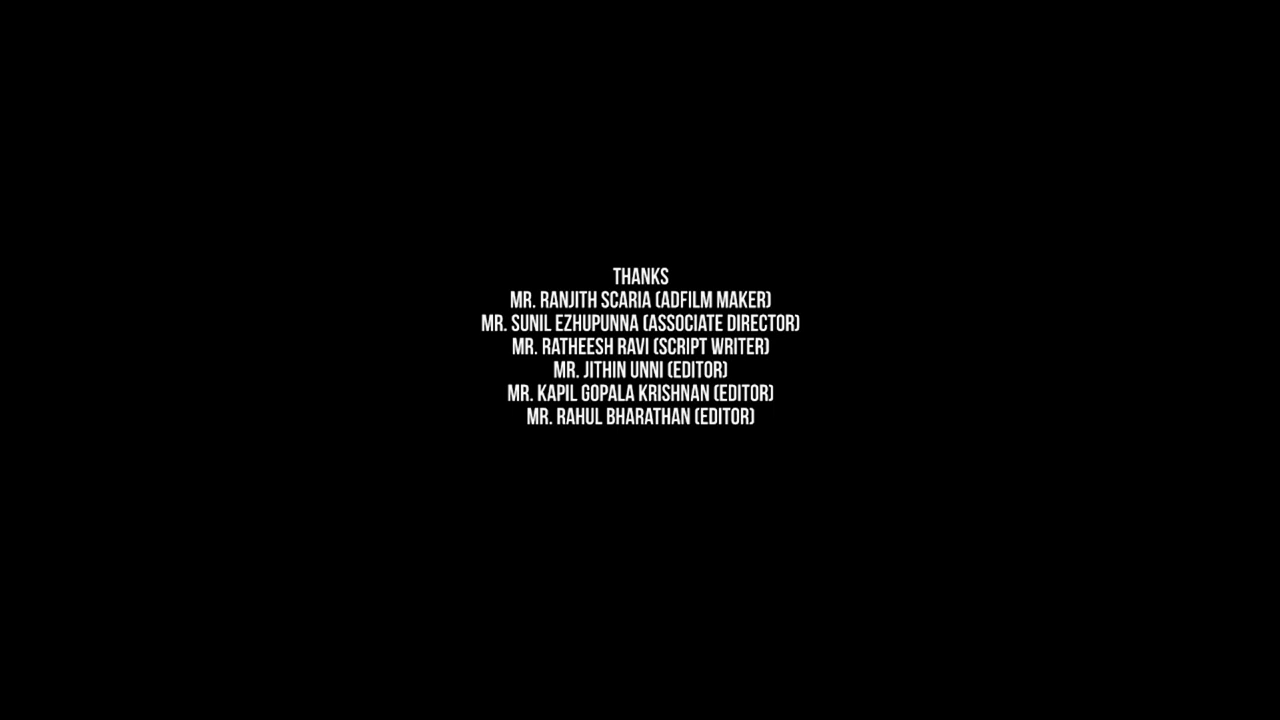 THANKS
MR. RANJITH SCARIA (ADFILM MAKER)
MR. SUNIL EZHUPUNNA (ASSOCIATE DIRECTOR)
MR. RATHEESH RAVI (SCRIPT WRITER)
MR. JITHIN UNNI (EDITOR)
MR. KAPIL GOPALA KRISHNAN (EDITOR)
MR. RAHUL BHARATHAN (EDITOR)